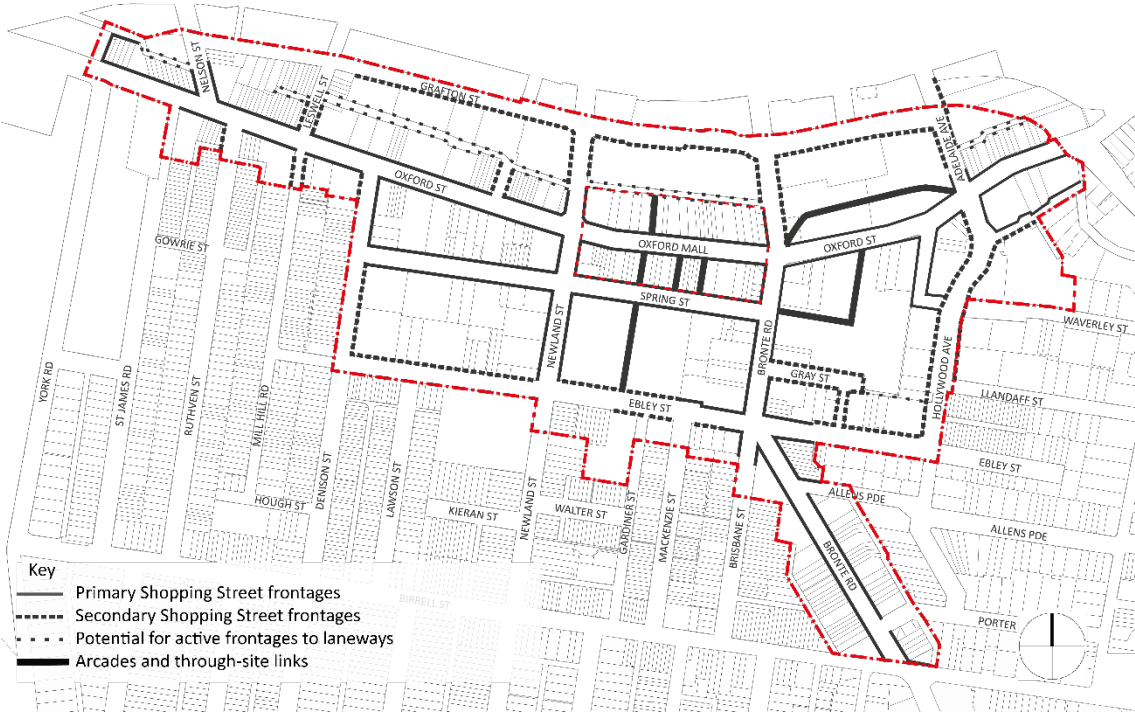 NELSON ST
GRAFTON ST
ADELAIDE AVE
OXFORD ST
GOWRIE ST
OXFORD MALL
OXFORD ST
SPRING ST
WAVERLEY ST
NEWLAND ST
BRONTE RD
HOLLYWOOD AVE
GRAY ST
LLANDAFF ST
YORK RD
ST JAMES RD
RUTHVEN ST
MILL HILL RD
EBLEY ST
EBLEY ST
DENISON ST
LAWSON ST
HOUGH ST
KIERAN ST
NEWLAND ST
WALTER ST
GARDINER ST
MACKENZIE ST
BRISBANE ST
ALLENS PDE
ALLENS PDE
BRONTE RD
PORTER
BIRRELL ST
Key
Primary Shopping Street frontages
Secondary Shopping Street frontages
Potential for active frontages to laneways
Arcades and through-site links